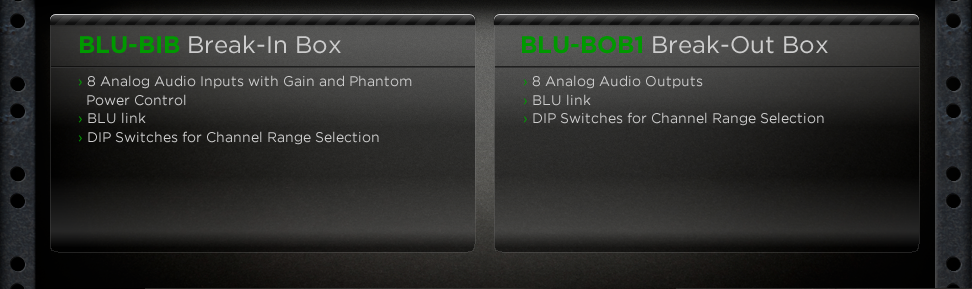 BLU-BIB Break-In Box
› 8 Analog Audio Inputs with Gain and Phantom
Power Control
› BLU link
› DIP Switches for Channel Range Selection
BLU-BOB1 Break-Out Box
› 8 Analog Audio Outputs
› BLU link
› DIP Switches for Channel Range Selection